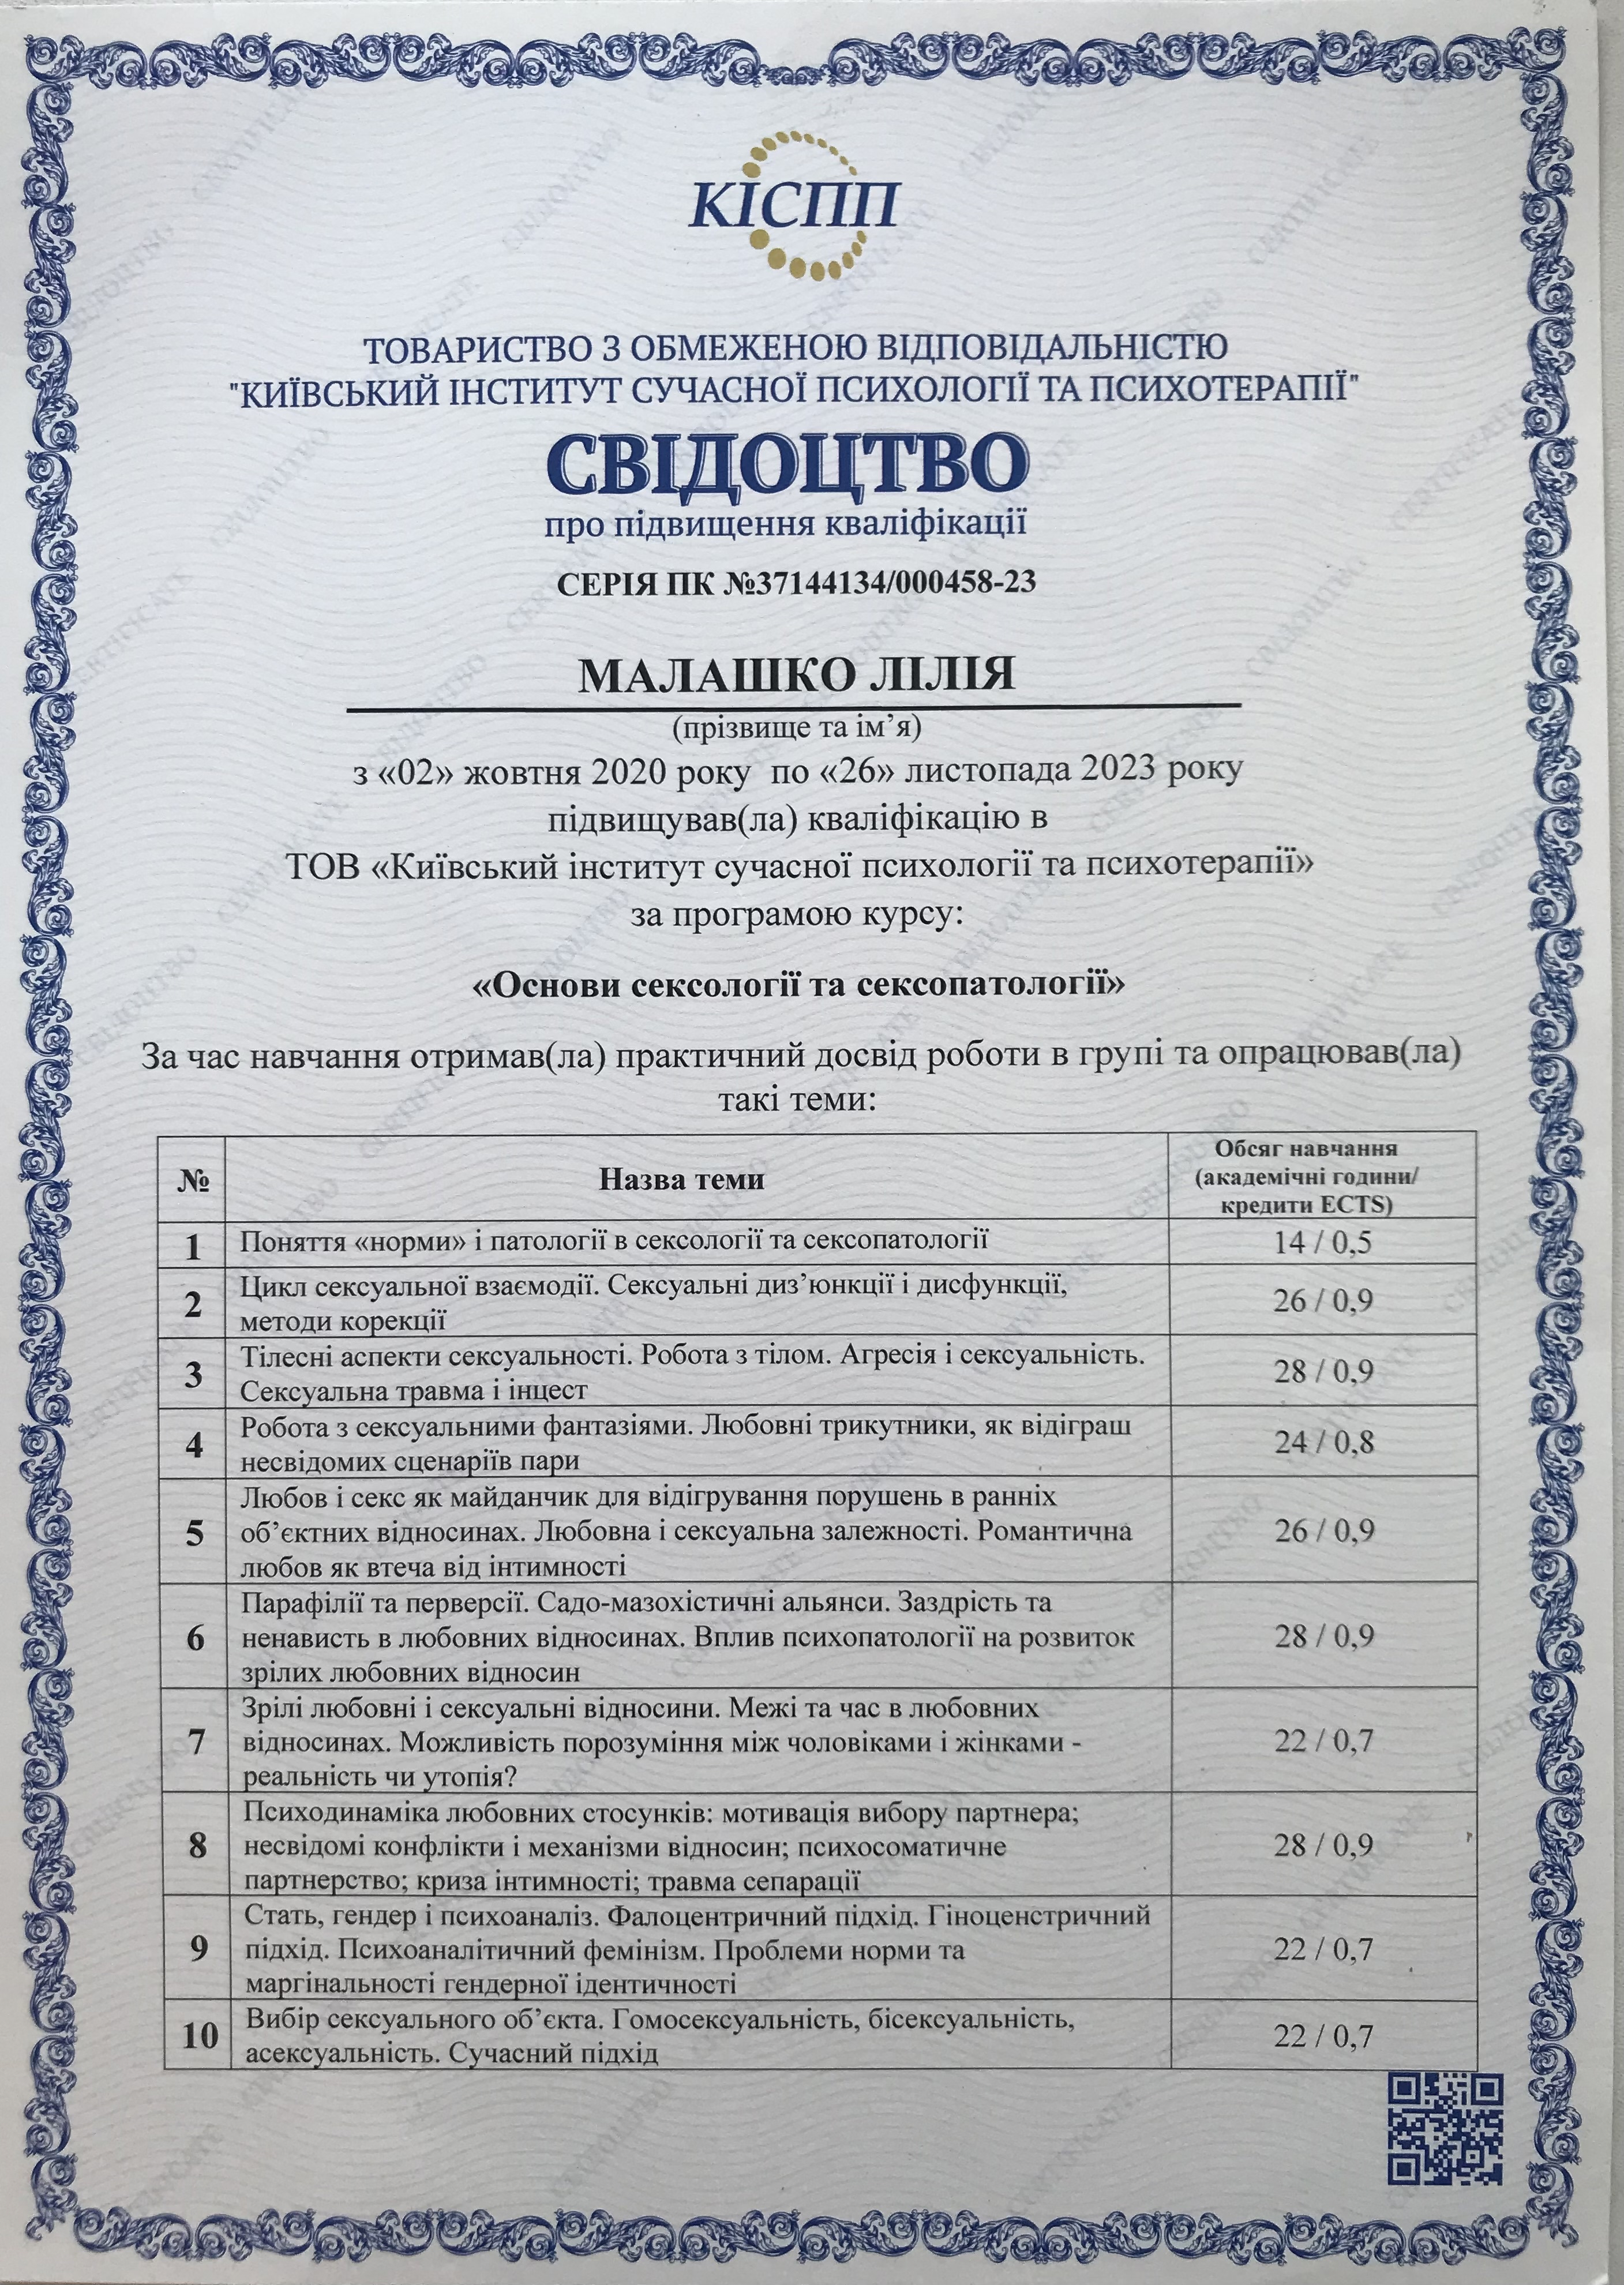 КІСПП
ТОВАРИСТВО З ОБМЕЖЕНОЮ ВІДПОВІДАЛЬНІСТЮ
"КИЇВСЬКИЙ ІНСТИТУТ СУЧАСНОЇ ПСИХОЛОГІЇ ТА ПСИХОТЕРАПІЇ"
СВІДОЦТВО
про підвищення кваліфікації
СЕРІЯ ПК №37144134/000458-23
МАЛАШКО ЛІЛІЯ
(прізвище та ім’я)
з «02» жовтня 2020 року по «26» листопада 2023 року
підвищував(ла) кваліфікацію в
ТОВ «Київський інститут сучасної психології та психотерапії»
за програмою курсу:
«Основи сексології та сексопатології»
За час навчання отримав(ла) практичний досвід роботи в групі та опрацював(ла)
такі теми:
№ Назва теми Обсяг навчання
(академічні години/
кредити ECTS)
1 Поняття «норми» і патології в сексології та сексопатології 14 / 0,5
2 Цикл сексуальної взаємодії. Сексуальні диз’юнкції і дисфункції,
методи корекції 26 / 0,9
3 Тілесні аспекти сексуальності. Робота з тілом. Агресія і сексуальність.
Сексуальна травма і інцест 28 / 0,9
4 Робота з сексуальними фантазіями. Любовні трикутники, як відіграш
несвідомих сценаріїв пари 24 / 0,8
5 Любов і секс як майданчик для відігрування порушень в ранніх
об’єктних відносинах. Любовна і сексуальна залежності. Романтична 26 / 0,9
любов як втеча від інтимності
6 Парафілії та перверсії. Садо-мазохістичні альянси. Заздрість та
ненависть в любовних відносинах. Вплив психопатології на розвиток 28 / 0,9
зрілих любовних відносин
7 Зрілі любовні і сексуальні відносини. Межі та час в любовних
відносинах. Можливість порозуміння між чоловіками і жінками - 22 / 0,7
реальність чи утопія?
8 Психодинаміка любовних стосунків: мотивація вибору партнера;
несвідомі конфлікти і механізми відносин; психосоматичне 28 / 0,9
партнерство; криза інтимності; травма сепарації
9 Стать, гендер і психоаналіз. Фалоцентричний підхід. Гіноценстричний
підхід. Психоаналітичний фемінізм. Проблеми норми та 22 / 0,7
маргінальності гендерної ідентичності
10 Вибір сексуального об’єкта. Гомосексуальність, бісексуальність,
асексуальність. Сучасний підхід 22 / 0,7